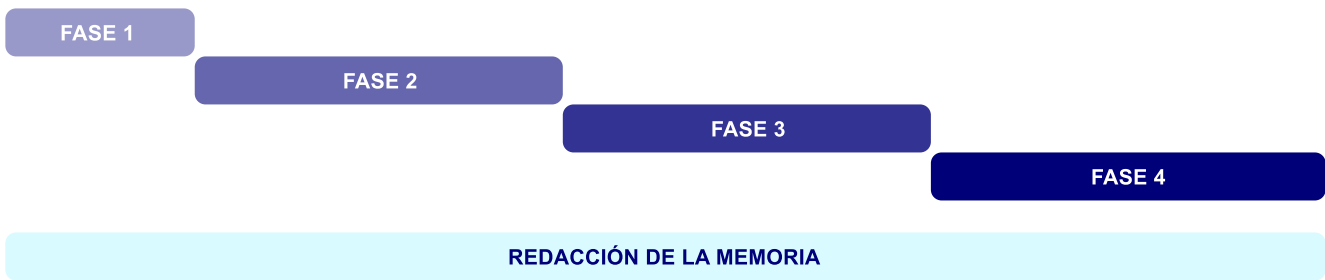 FASE 1
FASE 2
FASE 3
FASE 4
REDACCIÓN DE LA MEMORIA